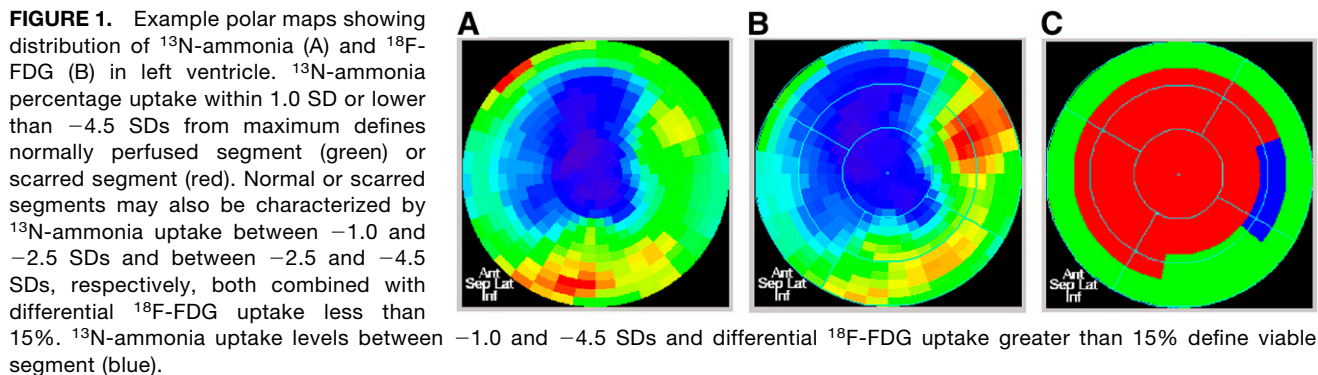 FIGURE 1. Example polar maps showing
distribution of ¹³N-ammonia (A) and ¹⁸F-
FDG (B) in left ventricle. ¹³N-ammonia
percentage uptake within 1.0 SD or lower
than −4.5 SDs from maximum defines
normally perfused segment (green) or
scarred segment (red). Normal or scarred
segments may also be characterized by
¹³N-ammonia uptake between −1.0 and
−2.5 SDs and between −2.5 and −4.5
SDs, respectively, both combined with
differential ¹⁸F-FDG uptake less than
15%. ¹³N-ammonia uptake levels between −1.0 and −4.5 SDs and differential ¹⁸F-FDG uptake greater than 15% define viable
segment (blue).
A
Ant
Sep Lat
Inf
B
Ant
Sep Lat
Inf
C
Ant
Sep Lat
Inf